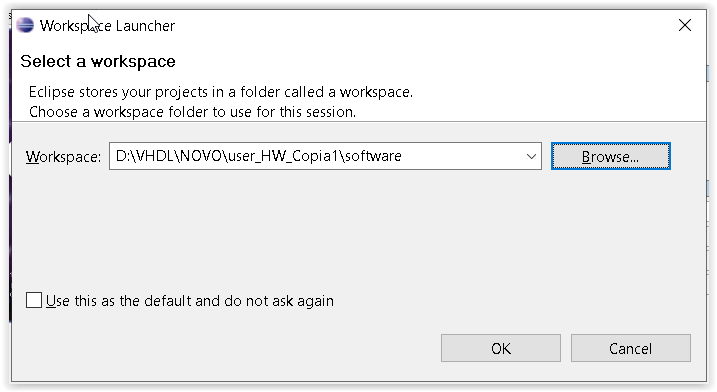 Workspace Launcher
Select a workspace
Eclipse stores your projects in a folder called a workspace.
Choose a workspace folder to use for this session.
Workspace: D:\VHDL\NOVO\user_HW_Copia1\software Browse...
Use this as the default and do not ask again
OK Cancel